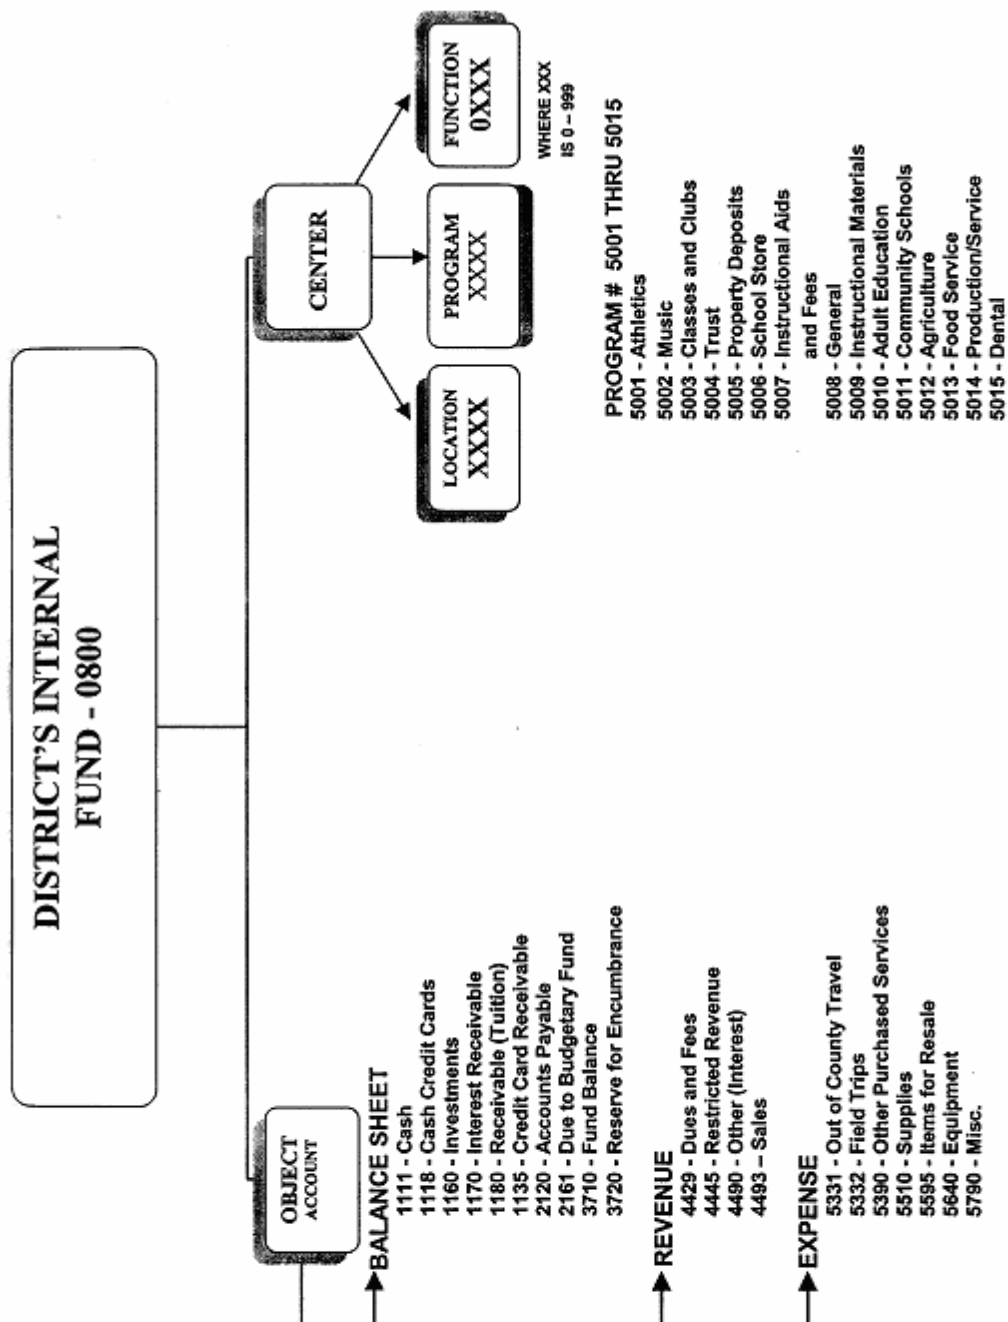 DISTRICT'S INTERNAL
FUND - 0800
OBJECT
ACCOUNT
BALANCE SHEET
1111 - Cash
1118 - Cash Credit Cards
1160 - Investments
1170 - Interest Receivable
1180 - Receivable (Tuition)
1135 - Credit Card Receivable
2120 - Accounts Payable
2161 - Due to Budgetary Fund
3710 - Fund Balance
3720 - Reserve for Encumbrance
REVENUE
4429 - Dues and Fees
4445 - Restricted Revenue
4490 - Other (Interest)
4493 – Sales
EXPENSE
5331 - Out of County Travel
5332 - Field Trips
5390 - Other Purchased Services
5510 - Supplies
5595 - Items for Resale
5640 - Equipment
5790 - Misc.
CENTER
LOCATION
XXXX
PROGRAM
XXXX
FUNCTION
0XXX
WHERE XXX
IS 0 – 999
PROGRAM # 5001 THRU 5015
5001 - Athletics
5002 - Music
5003 - Classes and Clubs
5004 - Trust
5005 - Property Deposits
5006 - School Store
5007 - Instructional Aids
and Fees
5008 - General
5009 - Instructional Materials
5010 - Adult Education
5011 - Community Schools
5012 - Agriculture
5013 - Food Service
5014 - Production/Service
5015 - Dental